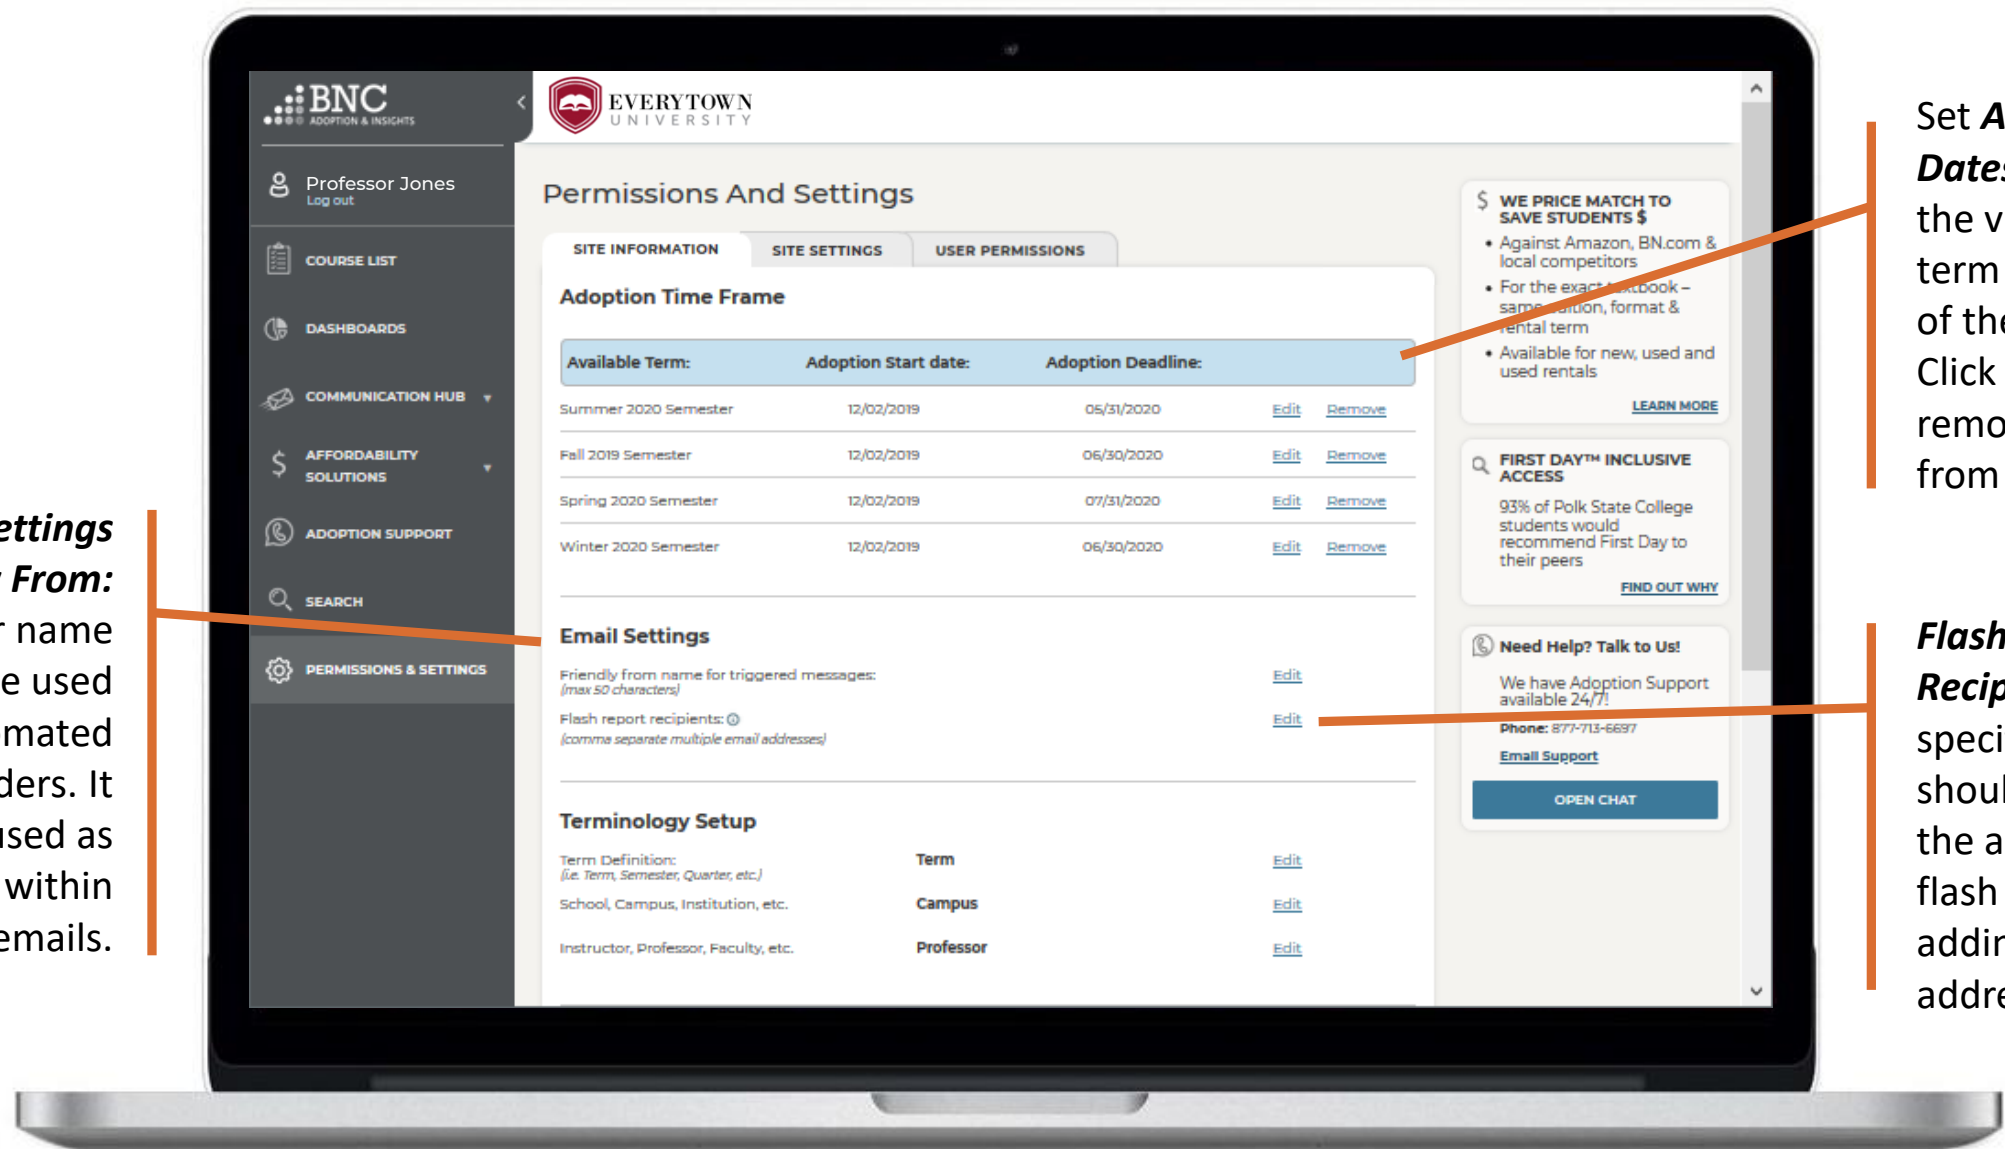 BNC
ADOPTION & INSIGHTS
Professor Jones
Log out
COURSE LIST
DASHBOARDS
COMMUNICATION HUB
AFFORDABILITY
SOLUTIONS
ADOPTION SUPPORT
SEARCH
PERMISSIONS & SETTINGS
EVERYTOWN
UNIVERSITY
Permissions And Settings
SITE INFORMATION SITE SETTINGS USER PERMISSIONS
Adoption Time Frame
Available Term: Adoption Start date: Adoption Deadline:
Summer 2020 Semester 12/02/2019 05/31/2020 Edit Remove
Fall 2019 Semester 12/02/2019 06/30/2020 Edit Remove
Spring 2020 Semester 12/02/2019 07/31/2020 Edit Remove
Winter 2020 Semester 12/02/2019 06/30/2020 Edit Remove
Email Settings
Friendly from name for triggered messages: Edit
(max 50 characters)
Flash report recipients: Edit
(comma separate multiple email addresses)
Terminology Setup
Term Definition: Term Edit
(i.e. Term, Semester, Quarter, etc.)
School, Campus, Institution, etc. Campus Edit
Instructor, Professor, Faculty, etc. Professor Edit
$ WE PRICE MATCH TO
SAVE STUDENTS $
• Against Amazon, BN.com &
local competitors
• For the exact textbook –
same edition, format &
rental term
• Available for new, used and
used rentals
LEARN MORE
FIRST DAY™ INCLUSIVE
ACCESS
93% of Polk State College
students would
recommend First Day to
their peers
FIND OUT WHY
Need Help? Talk to Us!
We have Adoption Support
available 24/7!
Phone: 877-713-6697
Email Support
OPEN CHAT
ettings
From:
r name
e used
mated
ders. It
used as
within
emails.
Set A
Dates
the v
term
of the
Click
remo
from
Flash
Recip
speci
shoul
the a
flash
addin
addre